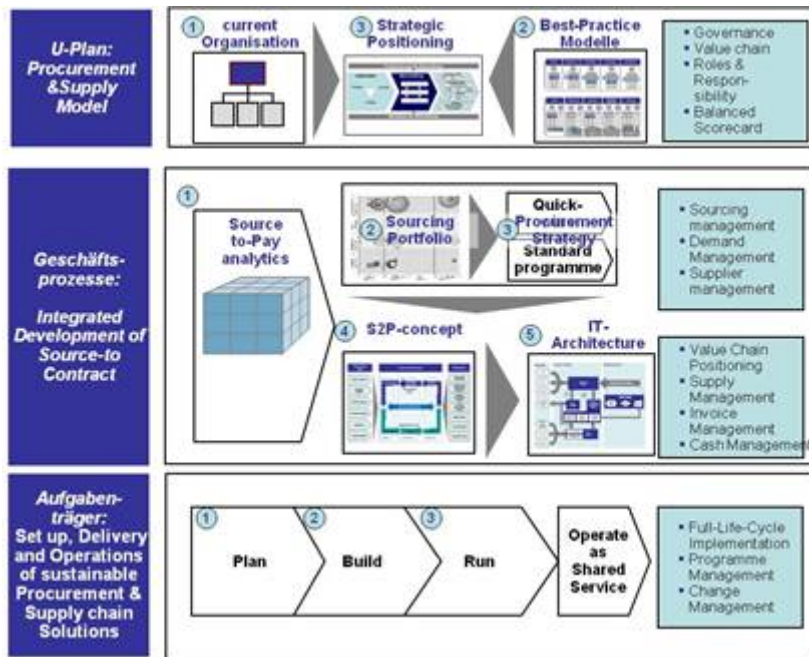 U-Plan:
Procurement
&Supply
Model
1
current
Organisation
3
Strategic
Positioning
2
Best-Practice
Modelle
Governance
Value chain
Roles &
Respon-
sibility
Balanced
Scorecard
Geschäfts-
prozesse:
Integrated
Development of
Source-to
Contract
1
Source
to-Pay
analytics
2
Sourcing
Portfolio
3
Quick-
Procurement
Strategy
Standard
programme
Sourcing
management
Demand
Management
Supplier
management
4
S2P-concept
5
IT-
Architecture
Value Chain
Positioning
Supply
Management
Invoice
Management
Cash Management
Aufgaben-
träger:
Set up, Delivery
and Operations
of sustainable
Procurement &
Supply chain
Solutions
1
Plan
2
Build
3
Run
Operate
as
Shared
Service
Full-Life-Cycle
Implementation
Programme
Management
Change
Management